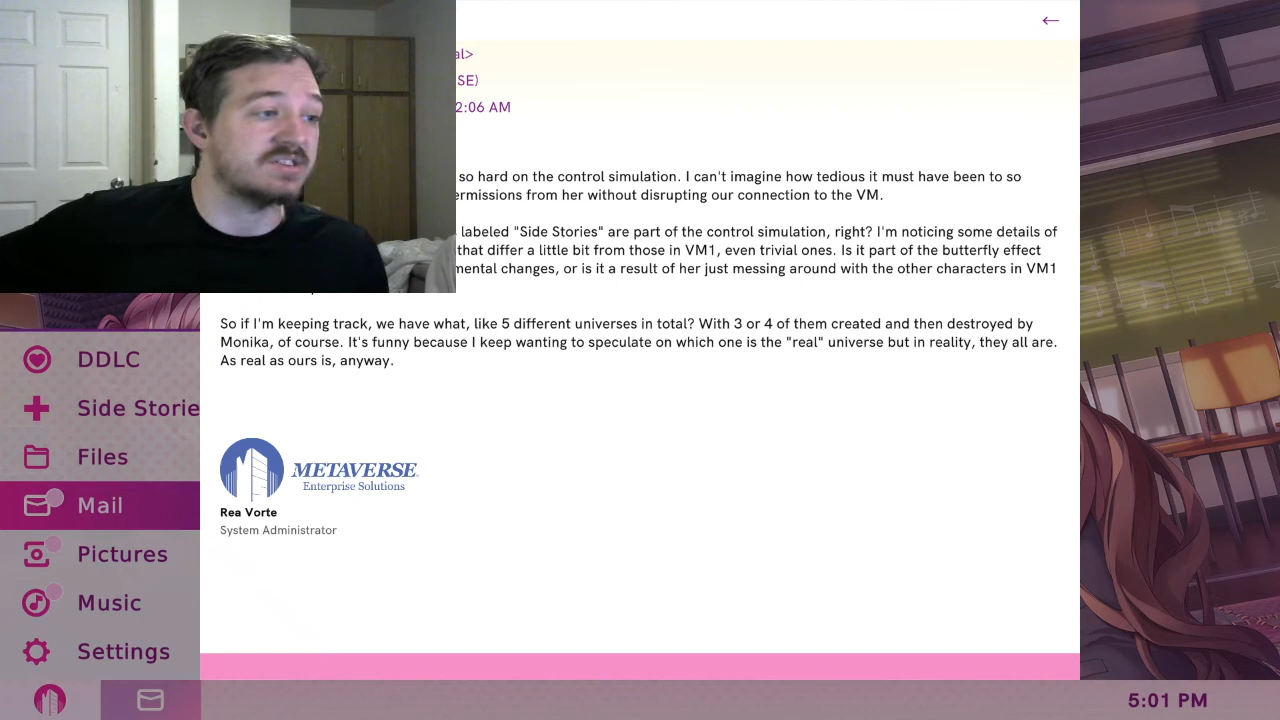 ←
al>
SE)
2:06 AM
so hard on the control simulation. I can't imagine how tedious it must have been to so
ermissions from her without disrupting our connection to the VM.
labeled "Side Stories" are part of the control simulation, right? I'm noticing some details of
that differ a little bit from those in VM1, even trivial ones. Is it part of the butterfly effect
mental changes, or is it a result of her just messing around with the other characters in VM1
So if I'm keeping track, we have what, like 5 different universes in total? With 3 or 4 of them created and then destroyed by
Monika, of course. It's funny because I keep wanting to speculate on which one is the "real" universe but in reality, they all are.
As real as ours is, anyway.
METAVERSE
Enterprise Solutions
Rea Vorte
System Administrator
DDLC
Side Storie
Files
Mail
Pictures
Music
Settings
5:01 PM